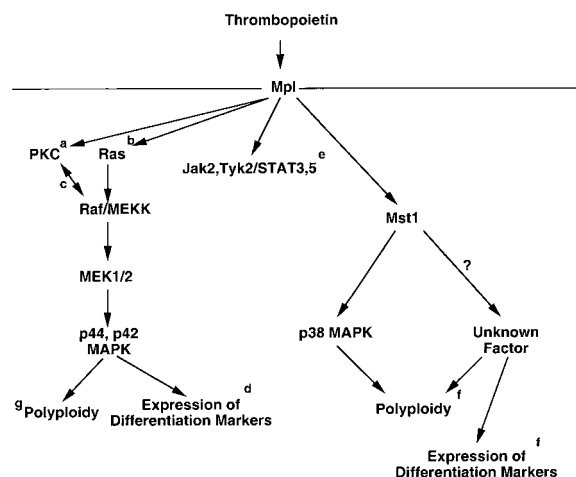 Thrombopoietin
Mpl
a
b
PKC
Ras
Jak2,Tyk2/STAT3,5
e
c
Raf/MEKK
Mst1
?
MEK1/2
p44, p42
MAPK
p38 MAPK
Unknown
Factor
g
Polyploidy
Expression of
Differentiation Markers
d
Polyploidy
f
Expression of
Differentiation Markers
f